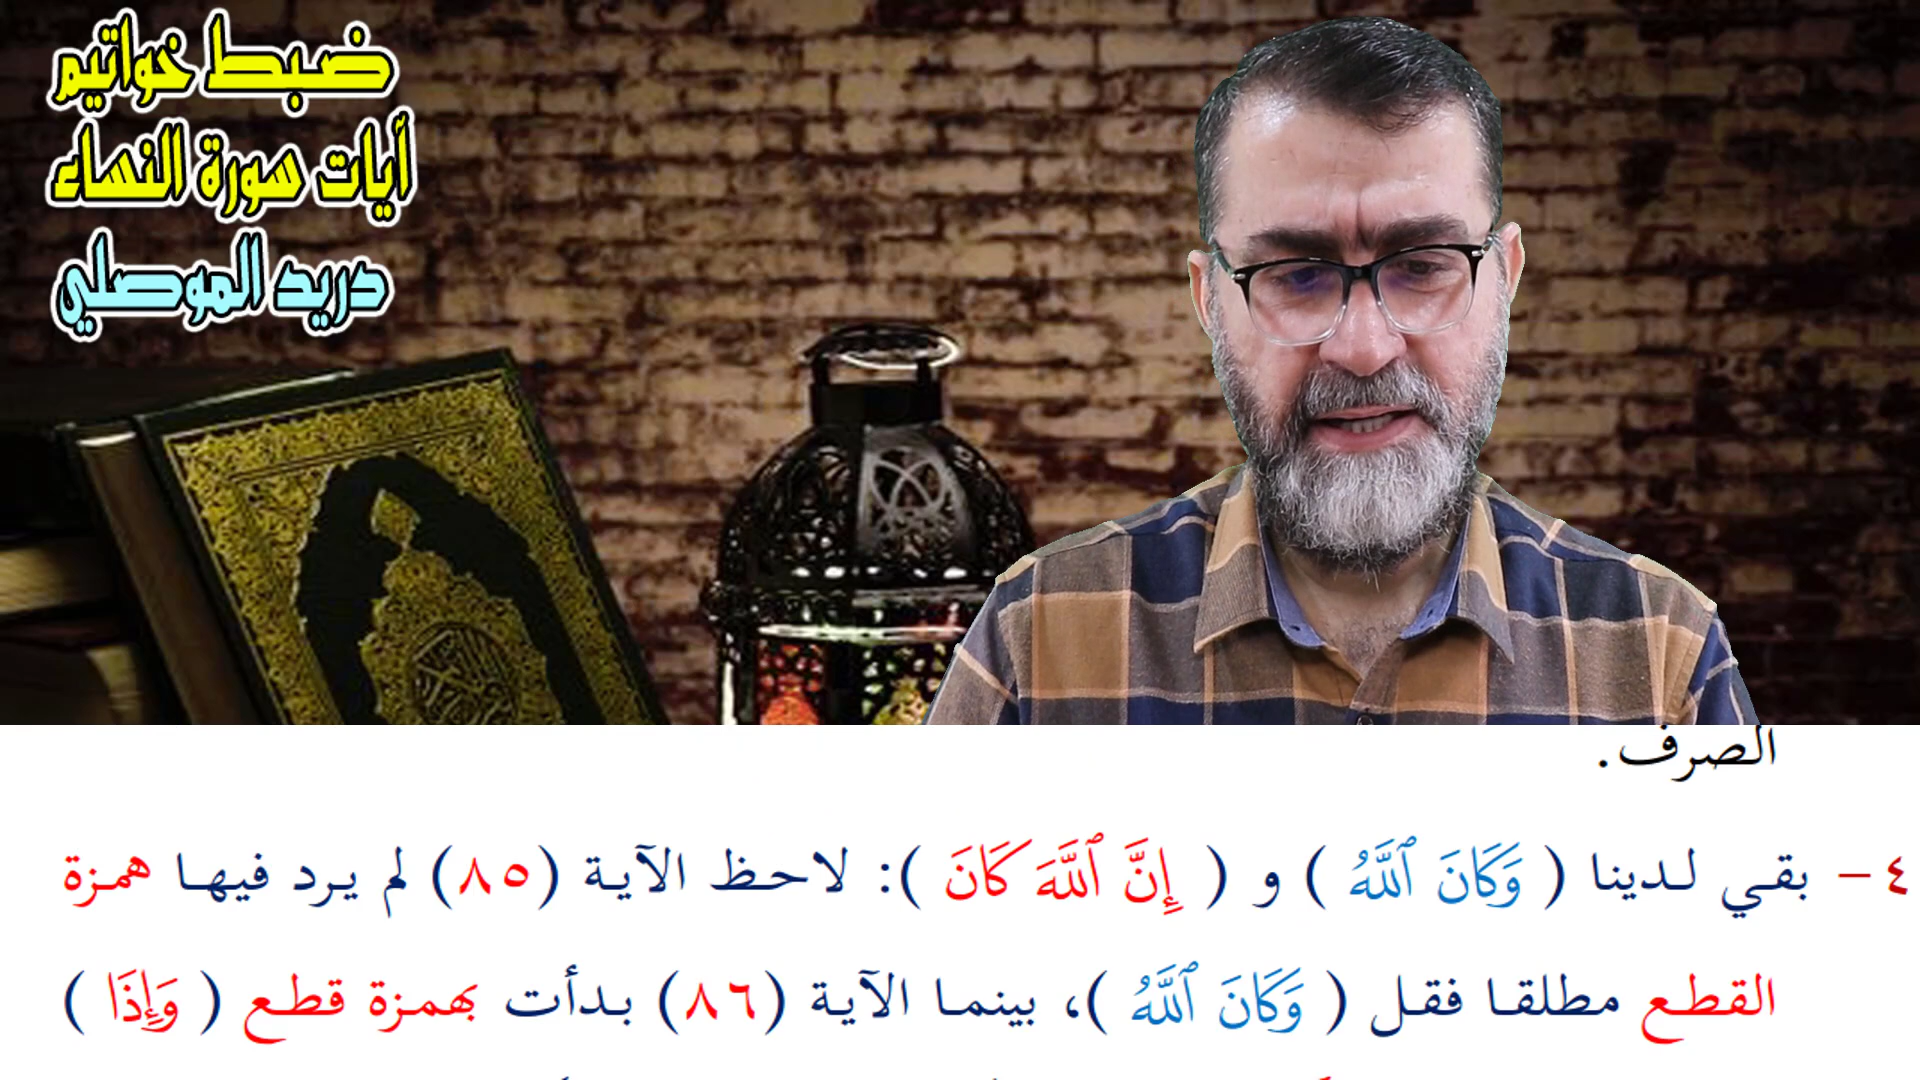 ضبط خواتيم
آيات سورة النساء
دريد الموصلي
الصرف.
٤- بقي لدينا ( وَكَانَ ٱللَّهُ ) و ( إِنَّ ٱللَّهَ كَانَ ): لاحظ الآية (٨٥) لم يرد فيها همزة
القطع مطلقا فقل ( وَكَانَ ٱللَّهُ )، بينما الآية (٨٦) بدأت بهمزة قطع ( وَإِذَا )